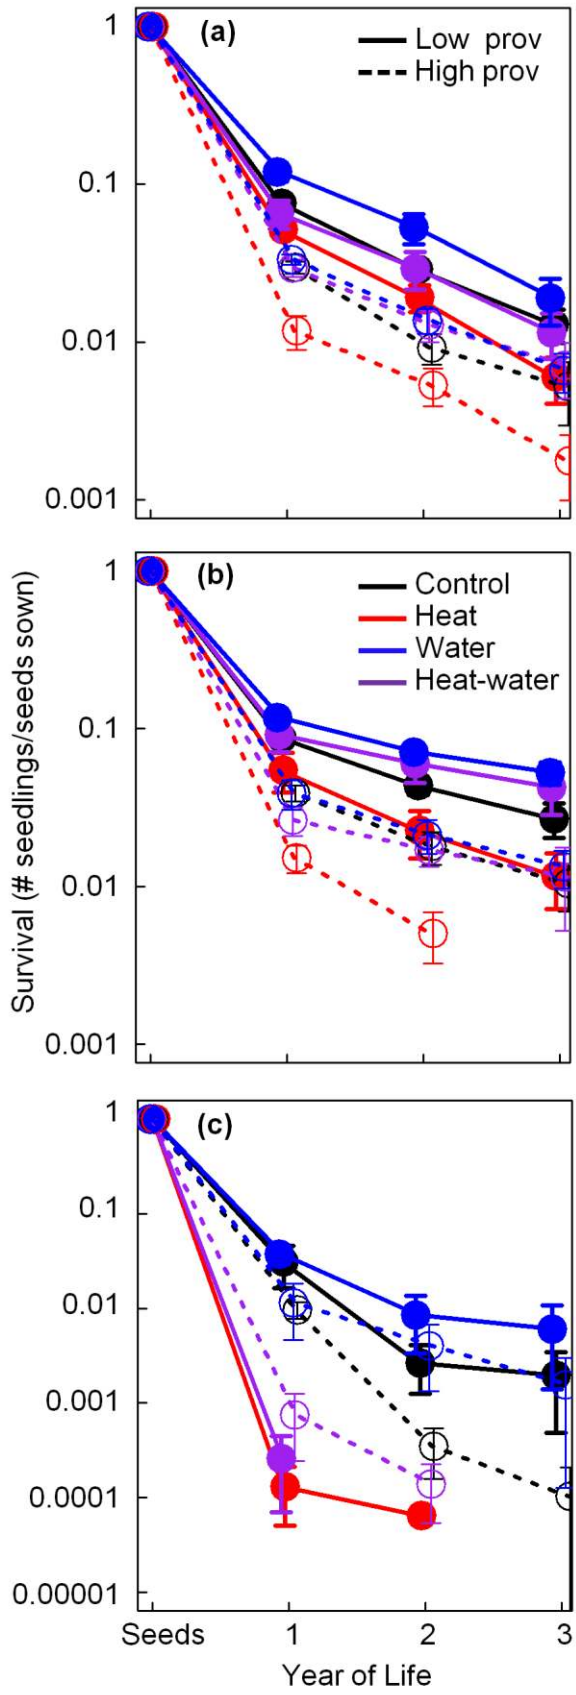 (a)
Low prov
High prov
1
0.1
0.01
0.001
(b)
Control
Heat
Water
Heat-water
1
0.1
0.01
0.001
Survival (# seedlings/seeds sown)
(c)
1
0.1
0.01
0.001
0.0001
0.00001
Seeds 1 2 3
Year of Life